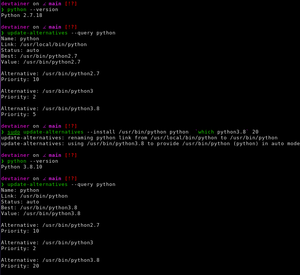 devtainer on main [!?]
❯ python --version
Python 2.7.18
devtainer on main [!?]
❯ update-alternatives --query python
Name: python
Link: /usr/local/bin/python
Status: auto
Best: /usr/bin/python2.7
Value: /usr/bin/python2.7
Alternative: /usr/bin/python2.7
Priority: 10
Alternative: /usr/bin/python3
Priority: 2
Alternative: /usr/bin/python3.8
Priority: 5
devtainer on main [!?]
❯ sudo update-alternatives --install /usr/bin/python python `which python3.8` 20
update-alternatives: renaming python link from /usr/local/bin/python to /usr/bin/python
update-alternatives: using /usr/bin/python3.8 to provide /usr/bin/python (python) in auto mode
devtainer on main [!?]
❯ python --version
Python 3.8.10
devtainer on main [!?]
❯ update-alternatives --query python
Name: python
Link: /usr/bin/python
Status: auto
Best: /usr/bin/python3.8
Value: /usr/bin/python3.8
Alternative: /usr/bin/python2.7
Priority: 10
Alternative: /usr/bin/python3
Priority: 2
Alternative: /usr/bin/python3.8
Priority: 20